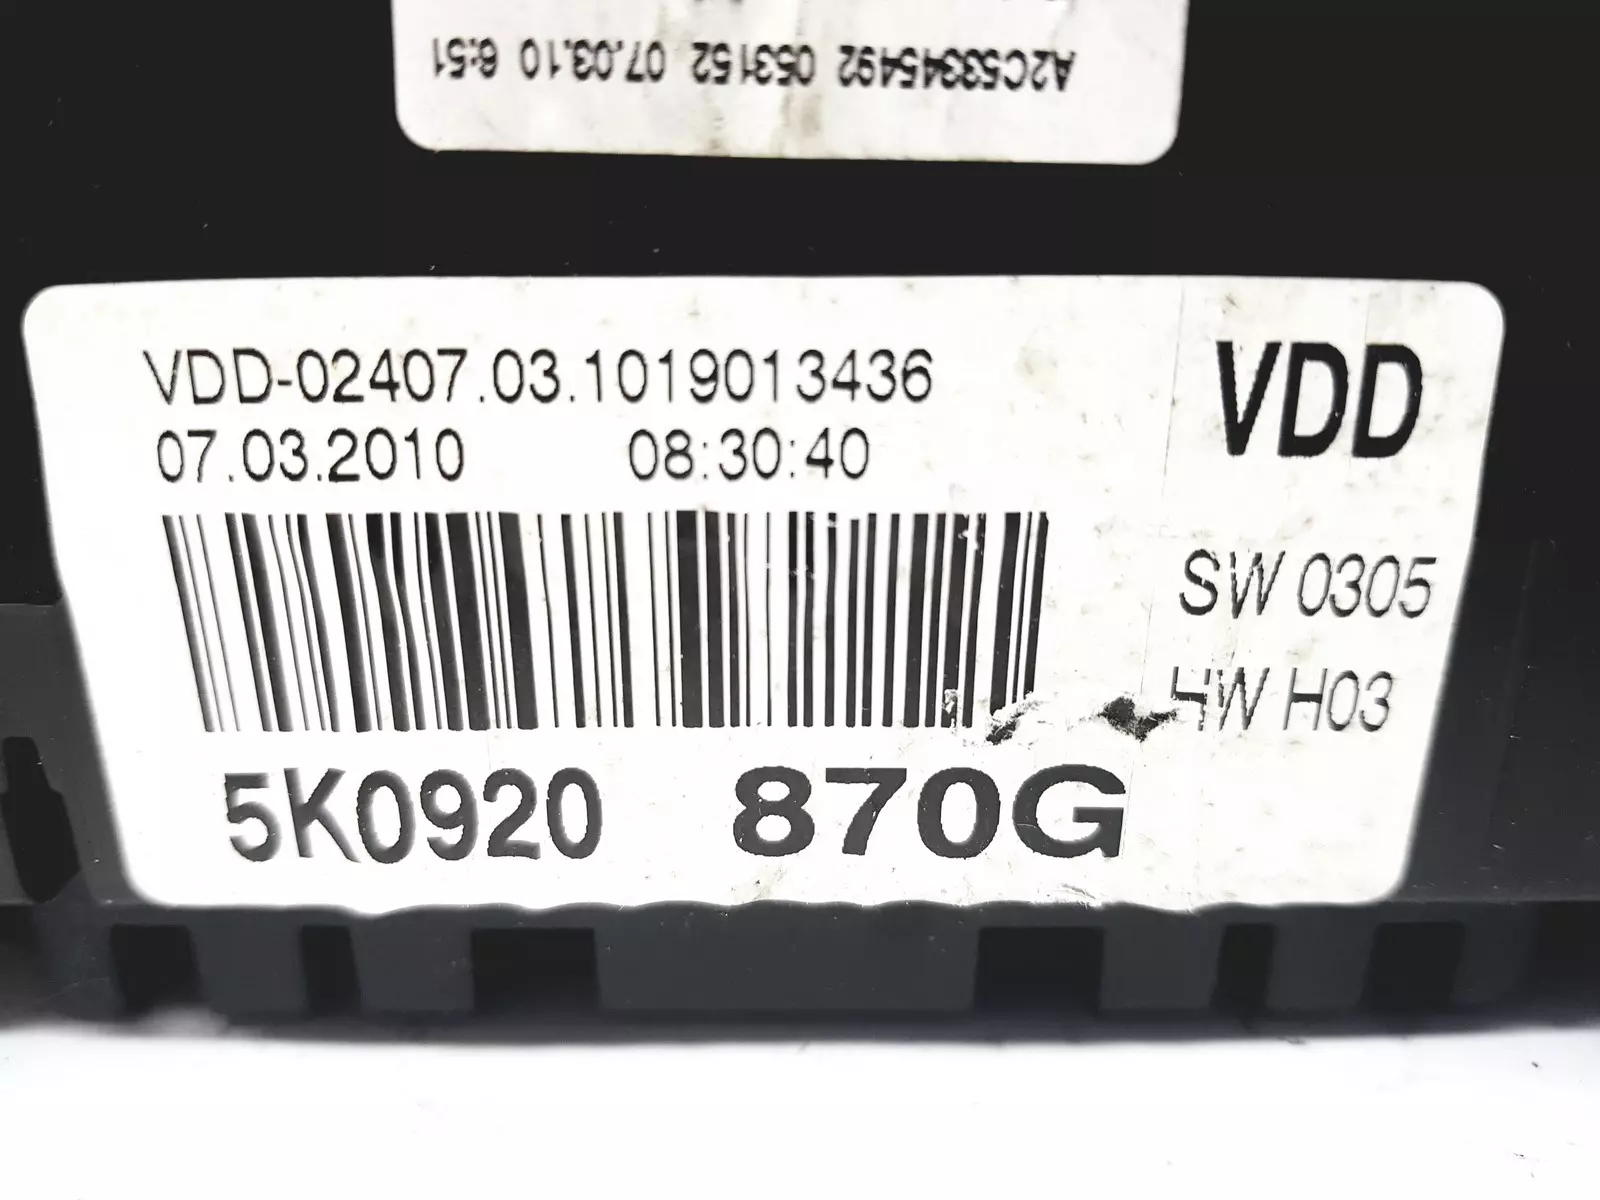 A2C53345492 053152 07.03.10 6:51
VDD-02407.03.1019013436
07.03.2010 08:30:40
VDD
SW 0305
HW H03
5K0920 870G